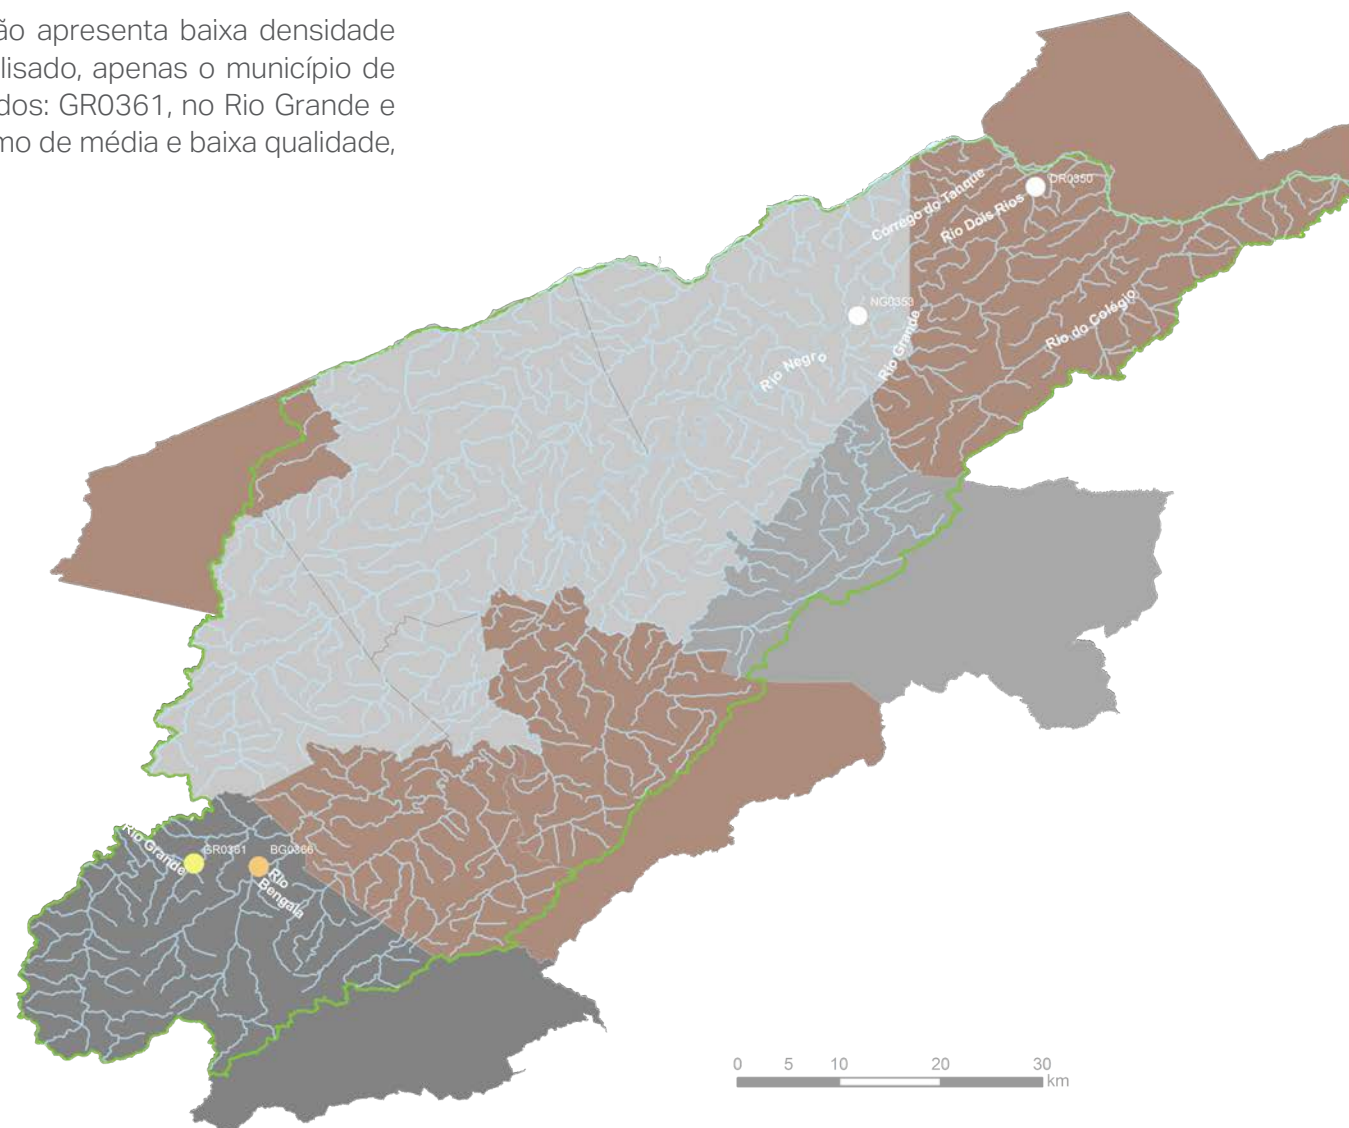 ão apresenta baixa densidade
lisado, apenas o município de
dos: GR0361, no Rio Grande e
mo de média e baixa qualidade,
DR0350
Córrego do Tanque
Rio Dois Rios
NG0353
Rio do Colégio
Rio Grande
Rio Negro
Rio Grande
GR0361
BG0366
Rio
Bengala
0 5 10 20 30
km